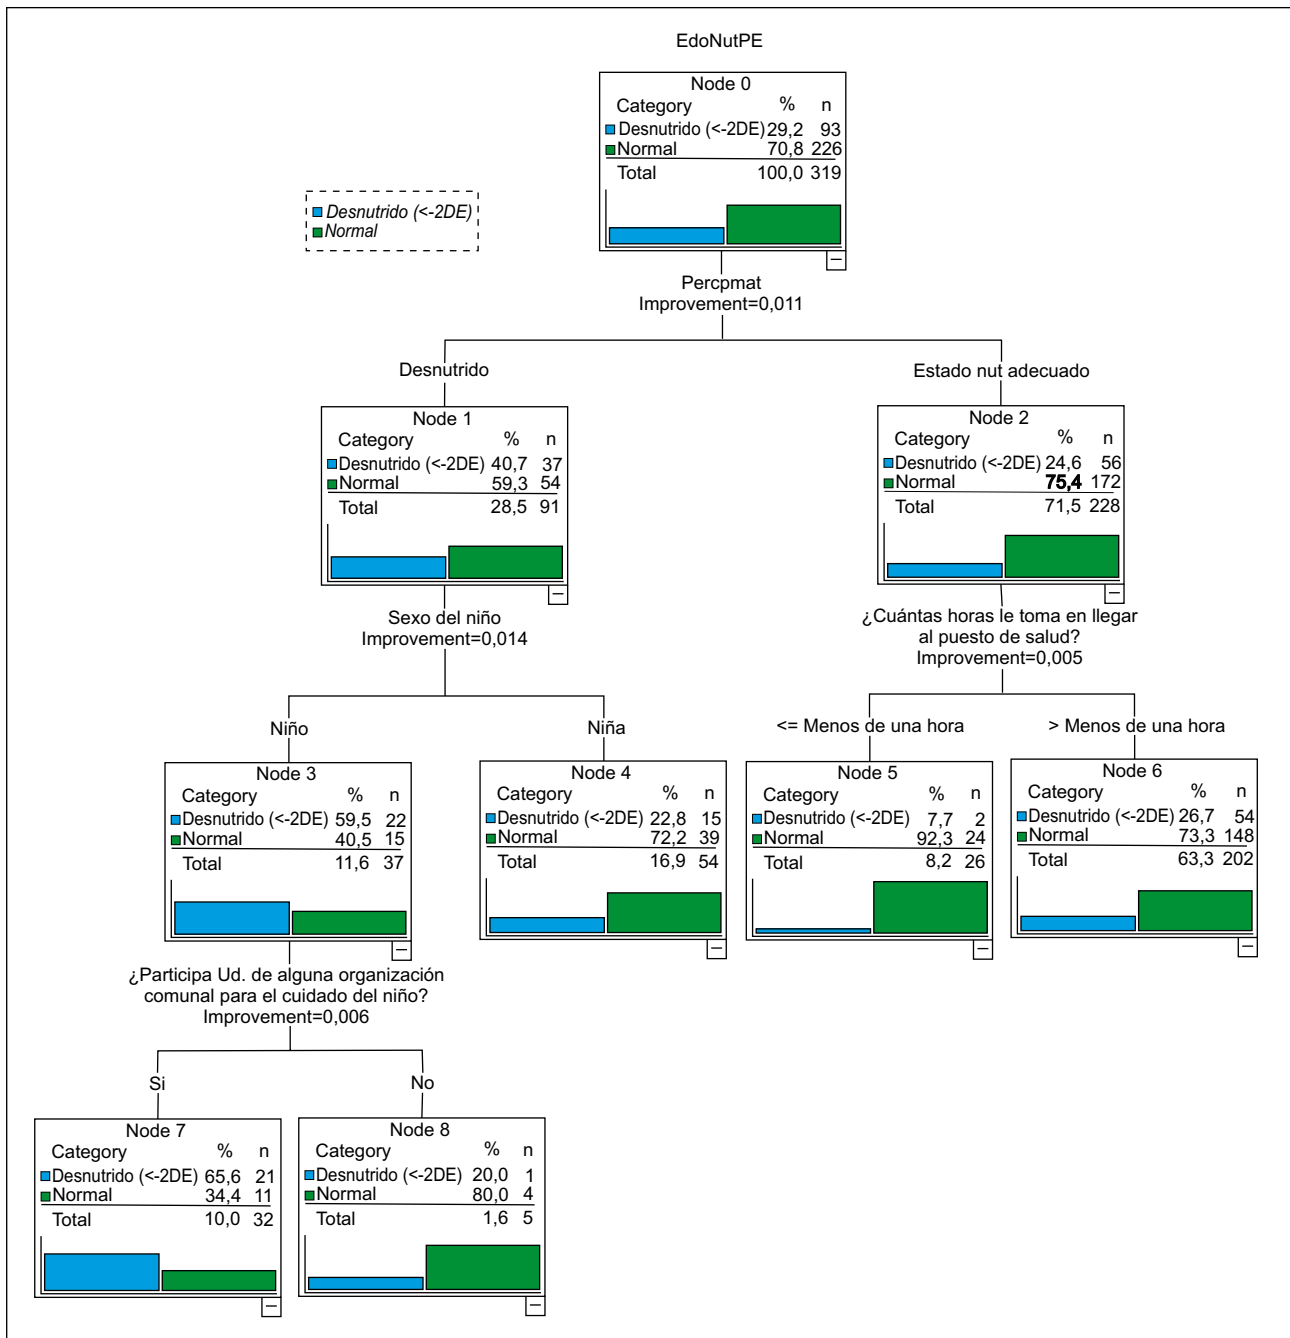 EdoNutPE
Node 0
Category % n
Desnutrido (<-2DE) 29,2 93
Normal 70,8 226
Total 100,0 319
Desnutrido (<-2DE)
Normal
Percpmat
Improvement=0,011
Desnutrido
Estado nut adecuado
Node 1
Category % n
Desnutrido (<-2DE) 40,7 37
Normal 59,3 54
Total 28,5 91
Node 2
Category % n
Desnutrido (<-2DE) 24,6 56
Normal 75,4 172
Total 71,5 228
Sexo del niño
Improvement=0,014
¿Cuántas horas le toma en llegar
al puesto de salud?
Improvement=0,005
Niño
Niña
<= Menos de una hora
> Menos de una hora
Node 3
Category % n
Desnutrido (<-2DE) 59,5 22
Normal 40,5 15
Total 11,6 37
Node 4
Category % n
Desnutrido (<-2DE) 22,8 15
Normal 72,2 39
Total 16,9 54
Node 5
Category % n
Desnutrido (<-2DE) 7,7 2
Normal 92,3 24
Total 8,2 26
Node 6
Category % n
Desnutrido (<-2DE) 26,7 54
Normal 73,3 148
Total 63,3 202
¿Participa Ud. de alguna organización
comunal para el cuidado del niño?
Improvement=0,006
Si
No
Node 7
Category % n
Desnutrido (<-2DE) 65,6 21
Normal 34,4 11
Total 10,0 32
Node 8
Category % n
Desnutrido (<-2DE) 20,0 1
Normal 80,0 4
Total 1,6 5